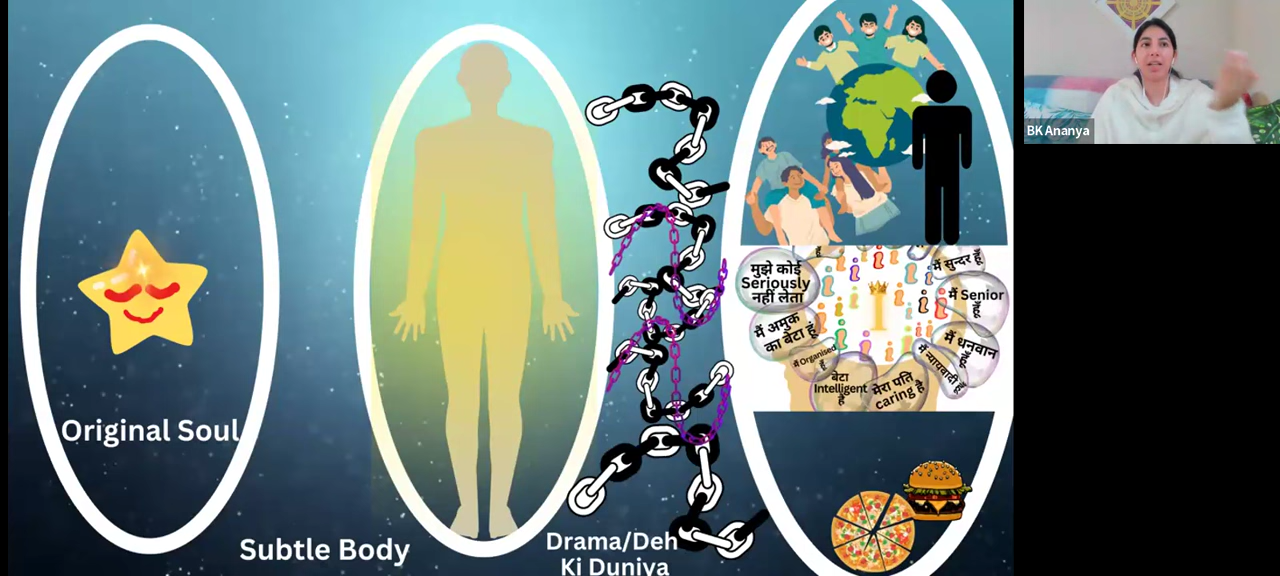 BK Ananya
मुझे कोई
Seriously
नहीं लेता
मैं अमुक
का बेटा हूं
मैं Organised
हूँ
बेटा
Intelligent
है
मेरा पति
caring है
मैं न्यायवादी
हूँ
मैं धनवान
हूँ
मैं Senior
हूँ
मैं सुन्दर
हूँ
Original Soul
Subtle Body
Drama/Deh
Ki Duniya